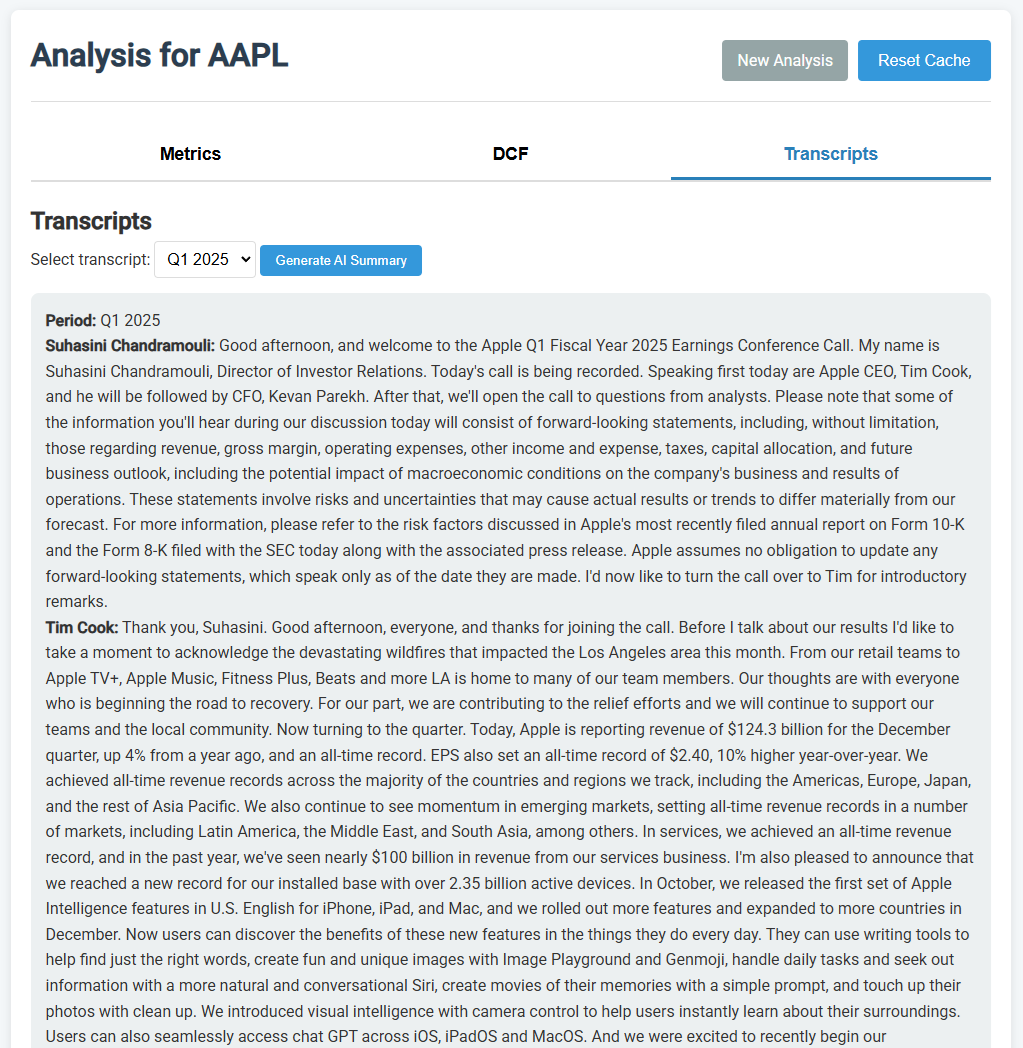 Analysis for AAPL
New Analysis
Reset Cache
Metrics
DCF
Transcripts
Transcripts
Select transcript: Q1 2025
Generate AI Summary
Period: Q1 2025
Suhasini Chandramouli: Good afternoon, and welcome to the Apple Q1 Fiscal Year 2025 Earnings Conference Call. My name is
Suhasini Chandramouli, Director of Investor Relations. Today's call is being recorded. Speaking first today are Apple CEO, Tim Cook,
and he will be followed by CFO, Kevan Parekh. After that, we'll open the call to questions from analysts. Please note that some of
the information you'll hear during our discussion today will consist of forward-looking statements, including, without limitation,
those regarding revenue, gross margin, operating expenses, other income and expense, taxes, capital allocation, and future
business outlook, including the potential impact of macroeconomic conditions on the company's business and results of
operations. These statements involve risks and uncertainties that may cause actual results or trends to differ materially from our
forecast. For more information, please refer to the risk factors discussed in Apple's most recently filed annual report on Form 10-K
and the Form 8-K filed with the SEC today along with the associated press release. Apple assumes no obligation to update any
forward-looking statements, which speak only as of the date they are made. I'd now like to turn the call over to Tim for introductory
remarks.
Tim Cook: Thank you, Suhasini. Good afternoon, everyone, and thanks for joining the call. Before I talk about our results I'd like to
take a moment to acknowledge the devastating wildfires that impacted the Los Angeles area this month. From our retail teams to
Apple TV+, Apple Music, Fitness Plus, Beats and more LA is home to many of our team members. Our thoughts are with everyone
who is beginning the road to recovery. For our part, we are contributing to the relief efforts and we will continue to support our
teams and the local community. Now turning to the quarter. Today, Apple is reporting revenue of $124.3 billion for the December
quarter, up 4% from a year ago, and an all-time record. EPS also set an all-time record of $2.40, 10% higher year-over-year. We
achieved all-time revenue records across the majority of the countries and regions we track, including the Americas, Europe, Japan,
and the rest of Asia Pacific. We also continue to see momentum in emerging markets, setting all-time revenue records in a number
of markets, including Latin America, the Middle East, and South Asia, among others. In services, we achieved an all-time revenue
record, and in the past year, we've seen nearly $100 billion in revenue from our services business. I'm also pleased to announce that
we reached a new record for our installed base with over 2.35 billion active devices. In October, we released the first set of Apple
Intelligence features in U.S. English for iPhone, iPad, and Mac, and we rolled out more features and expanded to more countries in
December. Now users can discover the benefits of these new features in the things they do every day. They can use writing tools to
help find just the right words, create fun and unique images with Image Playground and Genmoji, handle daily tasks and seek out
information with a more natural and conversational Siri, create movies of their memories with a simple prompt, and touch up their
photos with clean up. We introduced visual intelligence with camera control to help users instantly learn about their surroundings.
Users can also seamlessly access chat GPT across iOS, iPadOS and MacOS. And we were excited to recently begin our